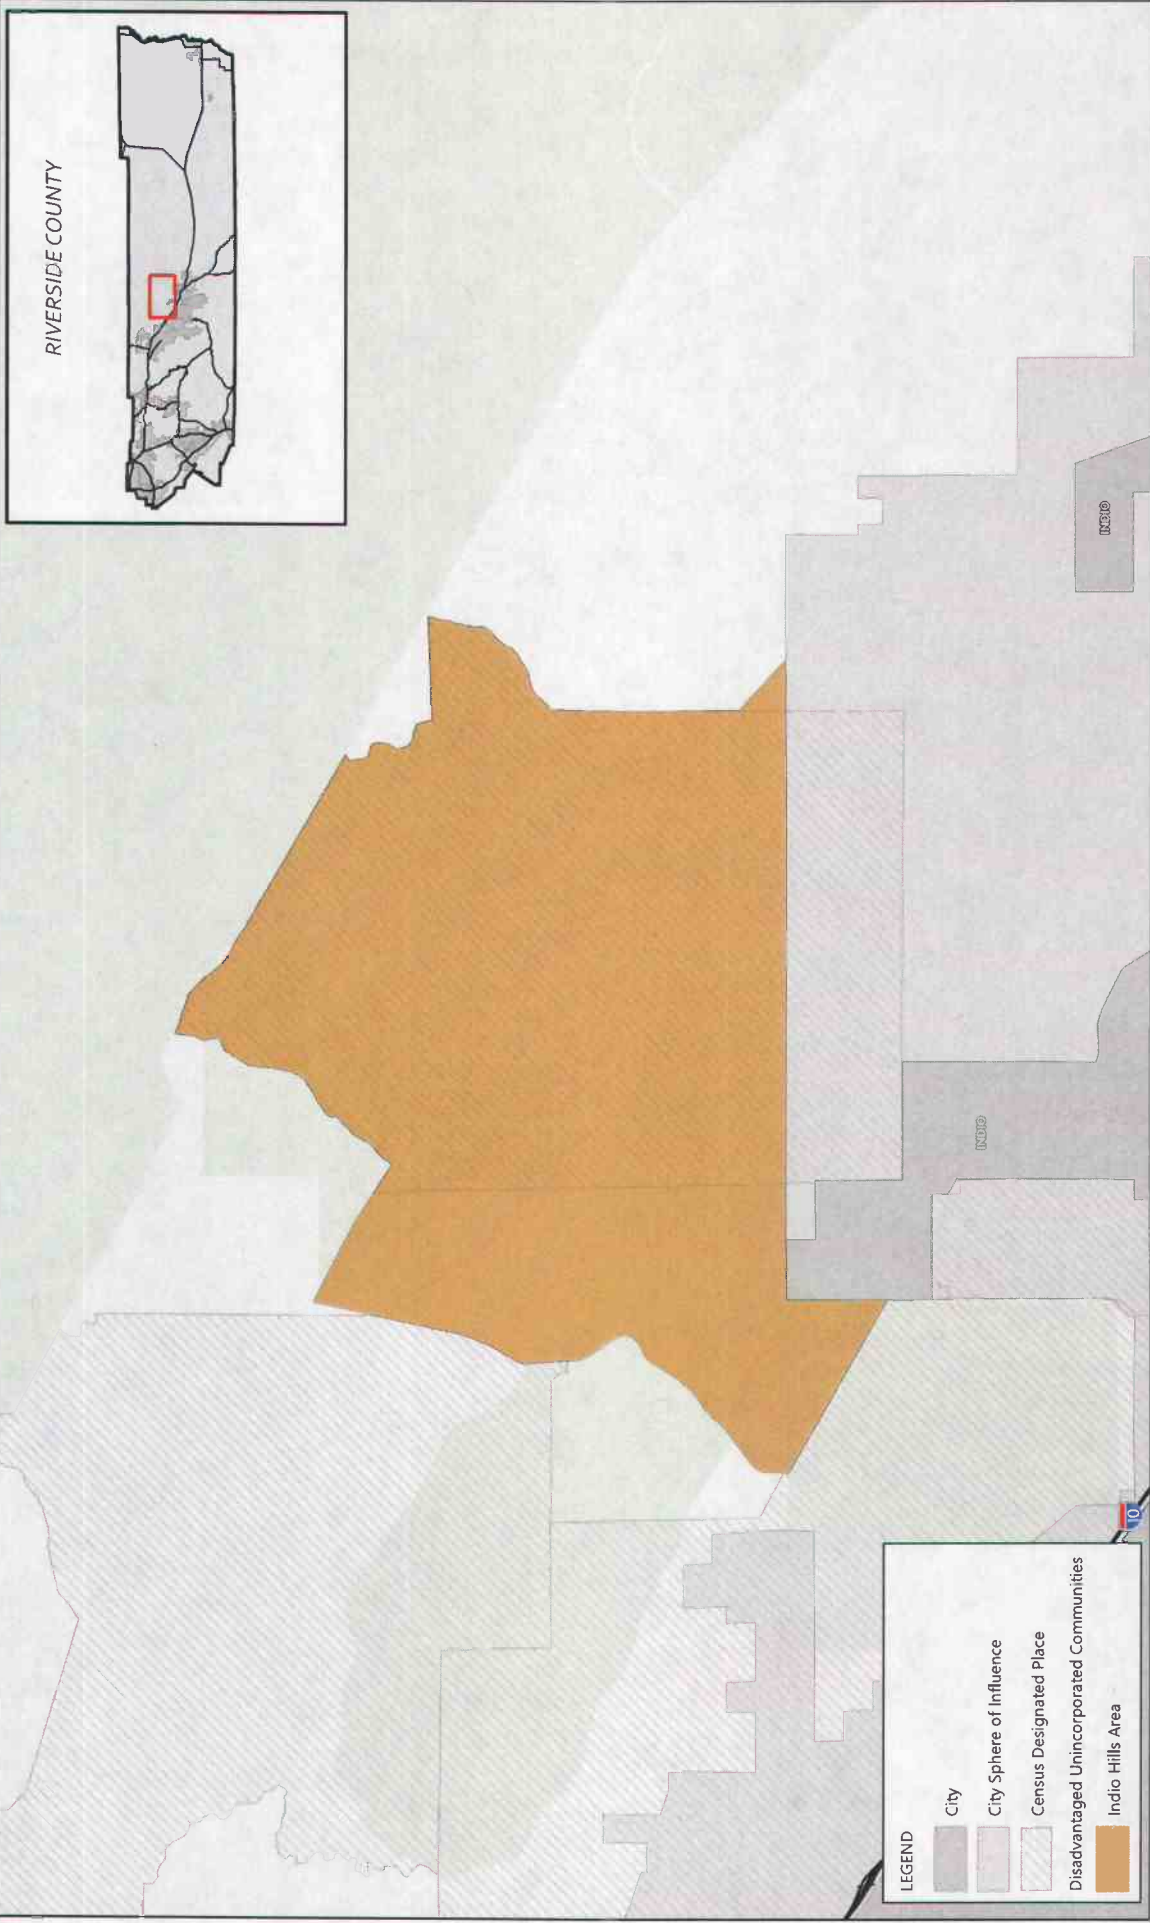 RIVERSIDE COUNTY
INDIO
INDIO
10
LEGEND
City
City Sphere of Influence
Census Designated Place
Disadvantaged Unincorporated Communities
Indio Hills Area